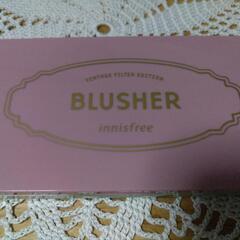 VINTAGE FILTER EDITION
BLUSHER
innisfree